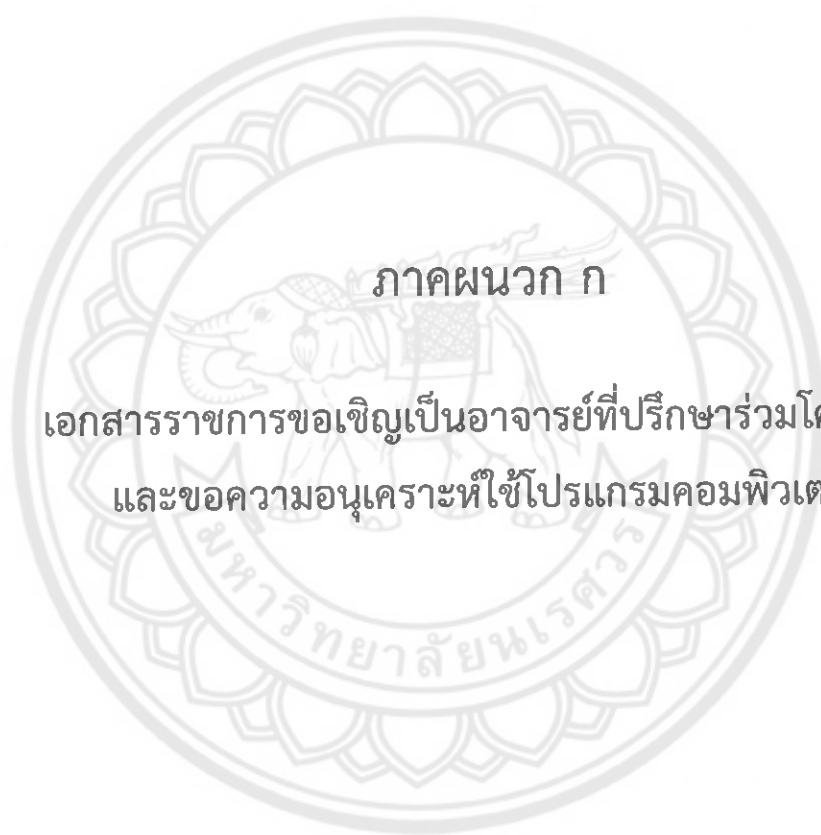 ภาคผนวก ก
เอกสารราชการขอเชิญเป็นอาจารย์ที่ปรึกษาร่วมโค
และขอความอนุเคราะห์ใช้โปรแกรมคอมพิวเต
มหาวิทยาลัยนเรศวร